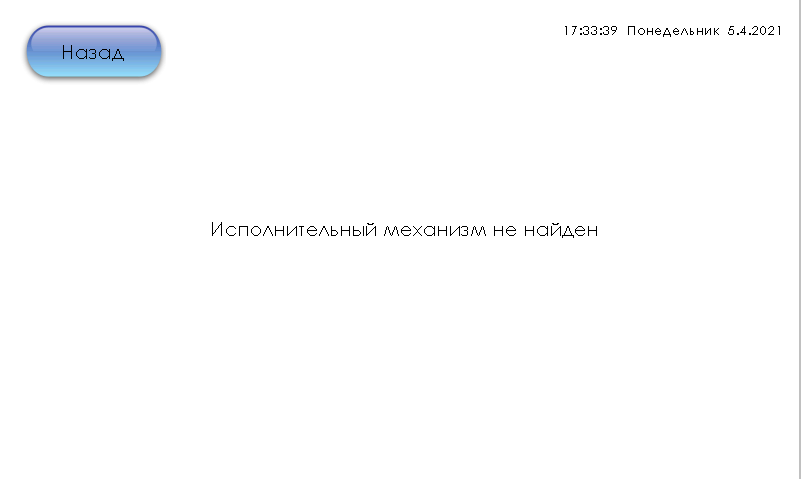 Назад
17:33:39 Понедельник 5.4.2021
Исполнительный механизм не найден